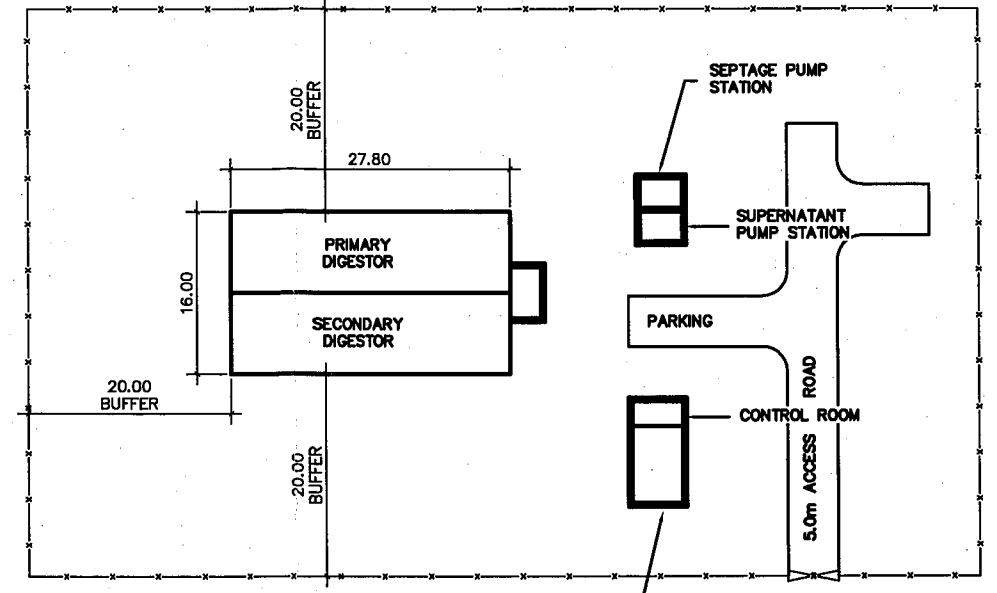 SEPTAGE PUMP
STATION
20.00
BUFFER
27.80
SUPERNATANT
PUMP STATION
PRIMARY
DIGESTOR
16.00
SECONDARY
DIGESTOR
PARKING
20.00
BUFFER
CONTROL ROOM
5.0m ACCESS ROAD
20.00
BUFFER